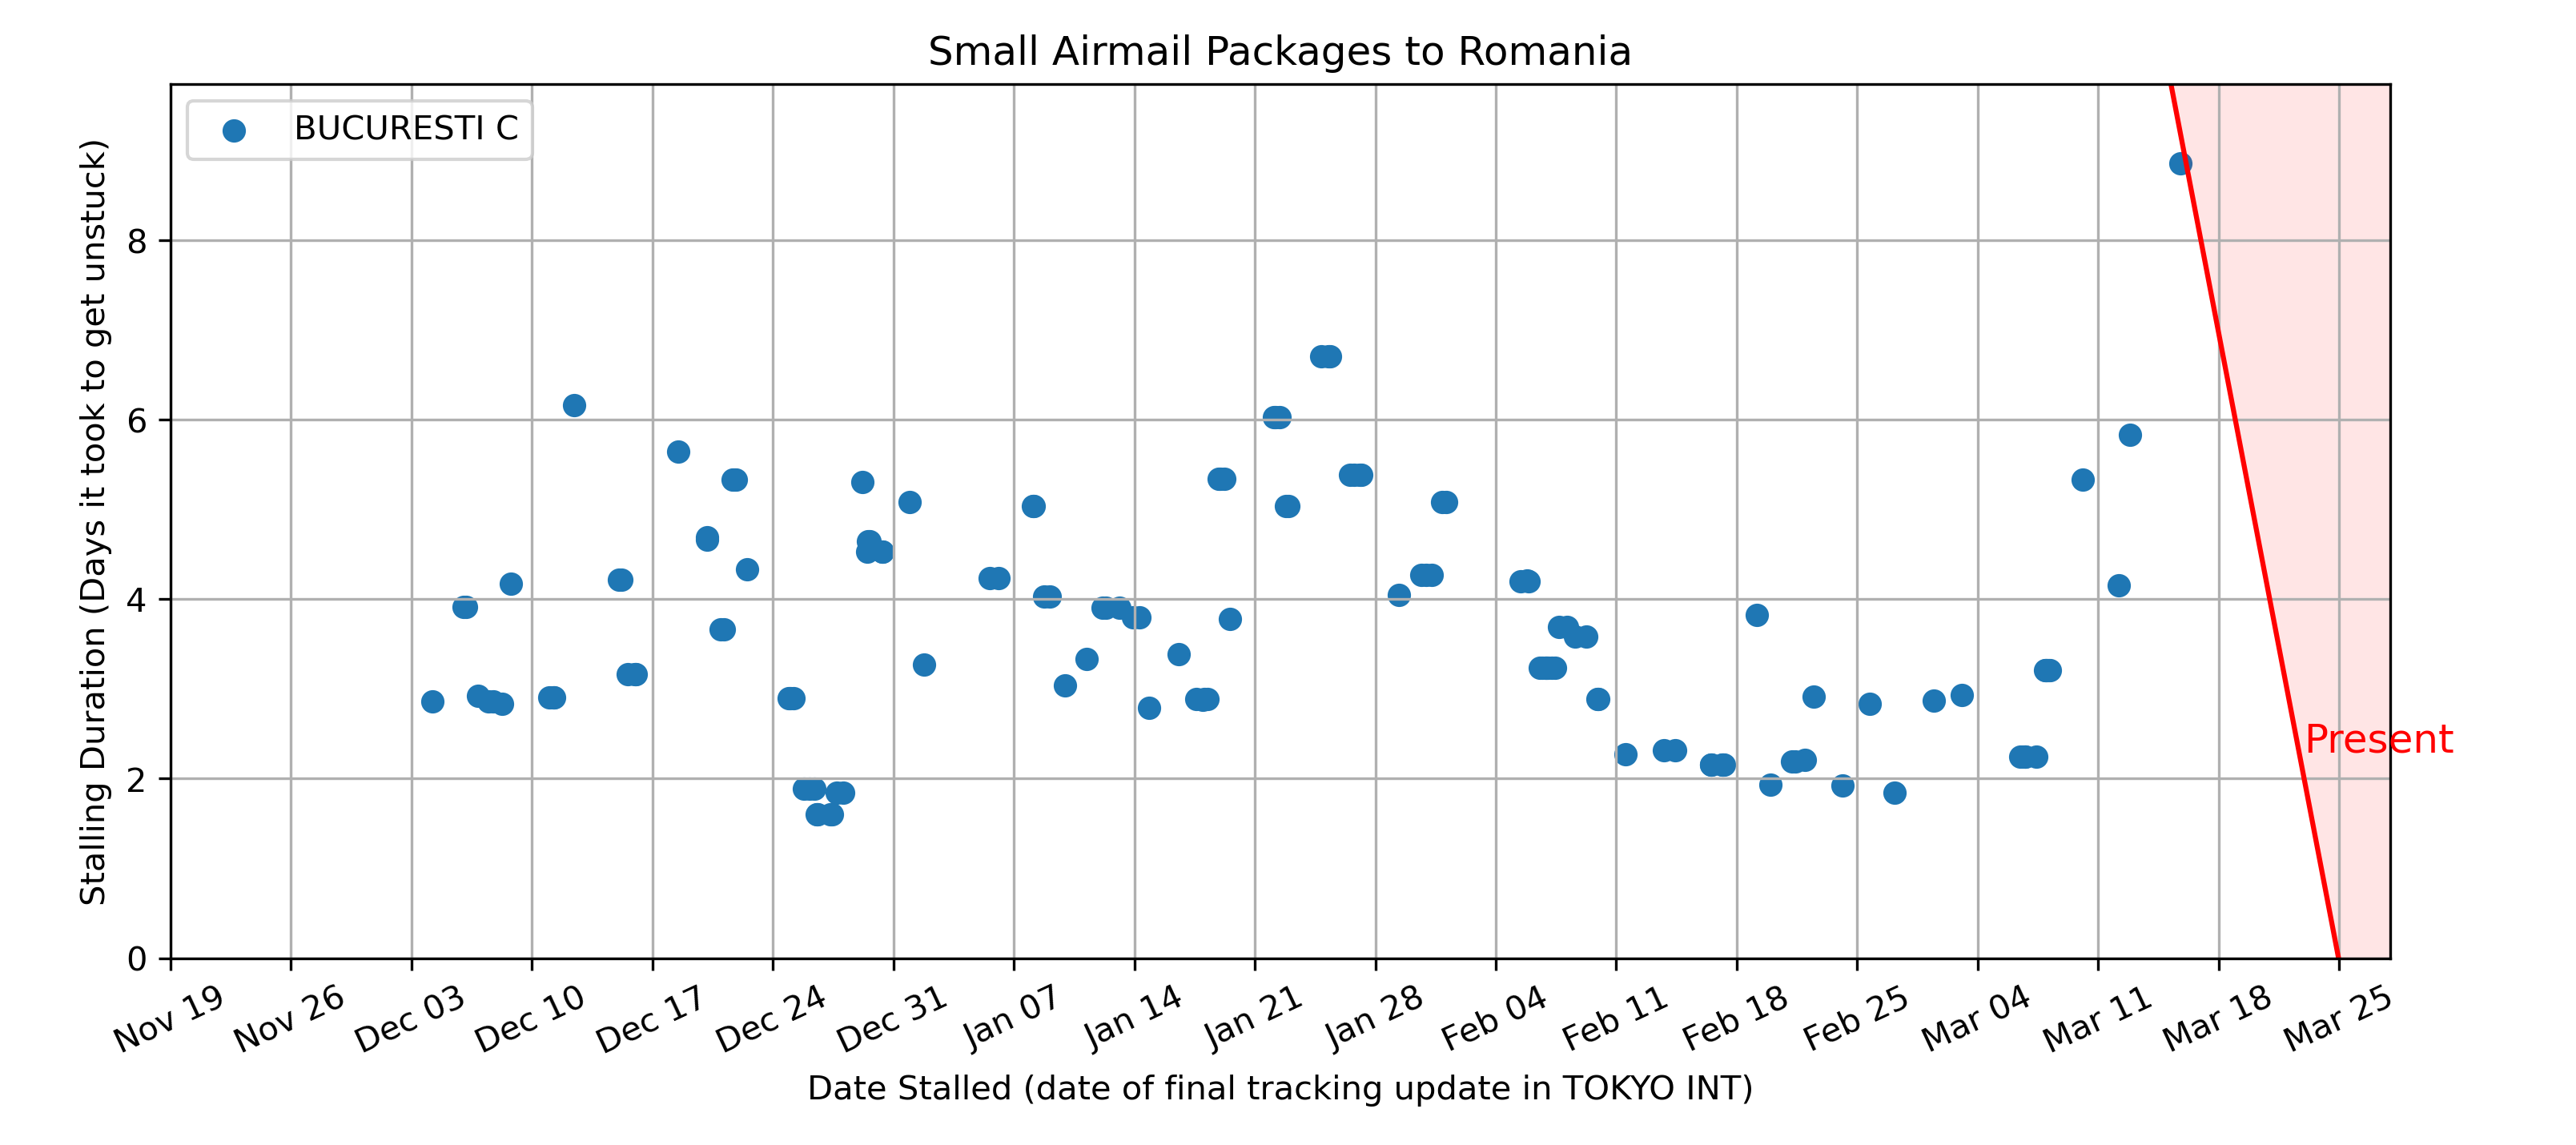 Small Airmail Packages to Romania
BUCURESTI C
Stalling Duration (Days it took to get unstuck)
8
6
4
2
0
Present
Nov 19
Nov 26
Dec 03
Dec 10
Dec 17
Dec 24
Dec 31
Jan 07
Jan 14
Jan 21
Jan 28
Feb 04
Feb 11
Feb 18
Feb 25
Mar 04
Mar 11
Mar 18
Mar 25
Date Stalled (date of final tracking update in TOKYO INT)